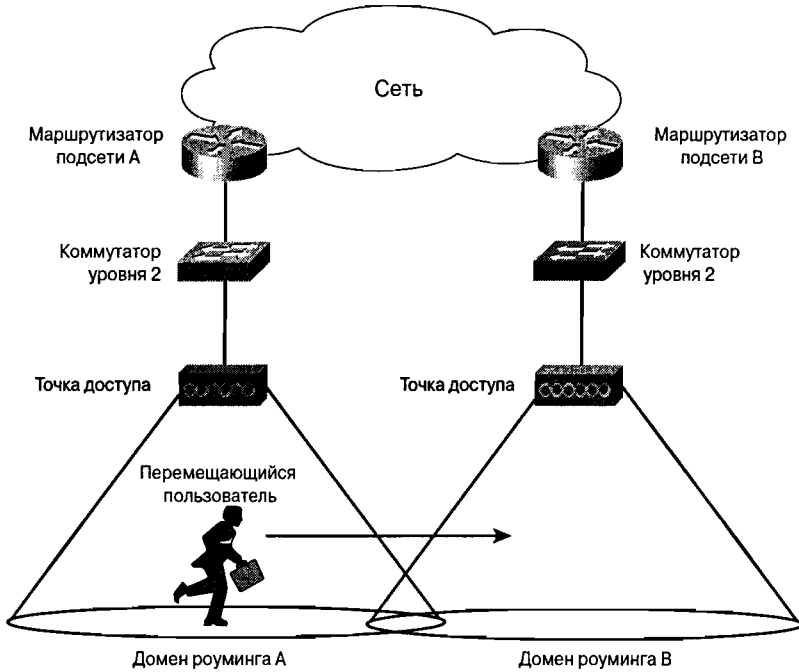 Сеть
Маршрутизатор
подсети А
Маршрутизатор
подсети В
Коммутатор
уровня 2
Коммутатор
уровня 2
Точка доступа
Точка доступа
Перемещающийся
пользователь
Домен роуминга А
Домен роуминга В